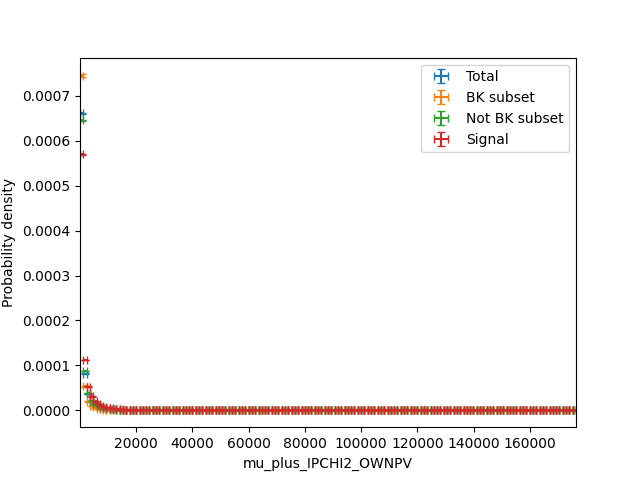 Total
BK subset
Not BK subset
Signal
Probability density
0.0007
0.0006
0.0005
0.0004
0.0003
0.0002
0.0001
0.0000
20000 40000 60000 80000 100000 120000 140000 160000
mu_plus_IPCHI2_OWNPV